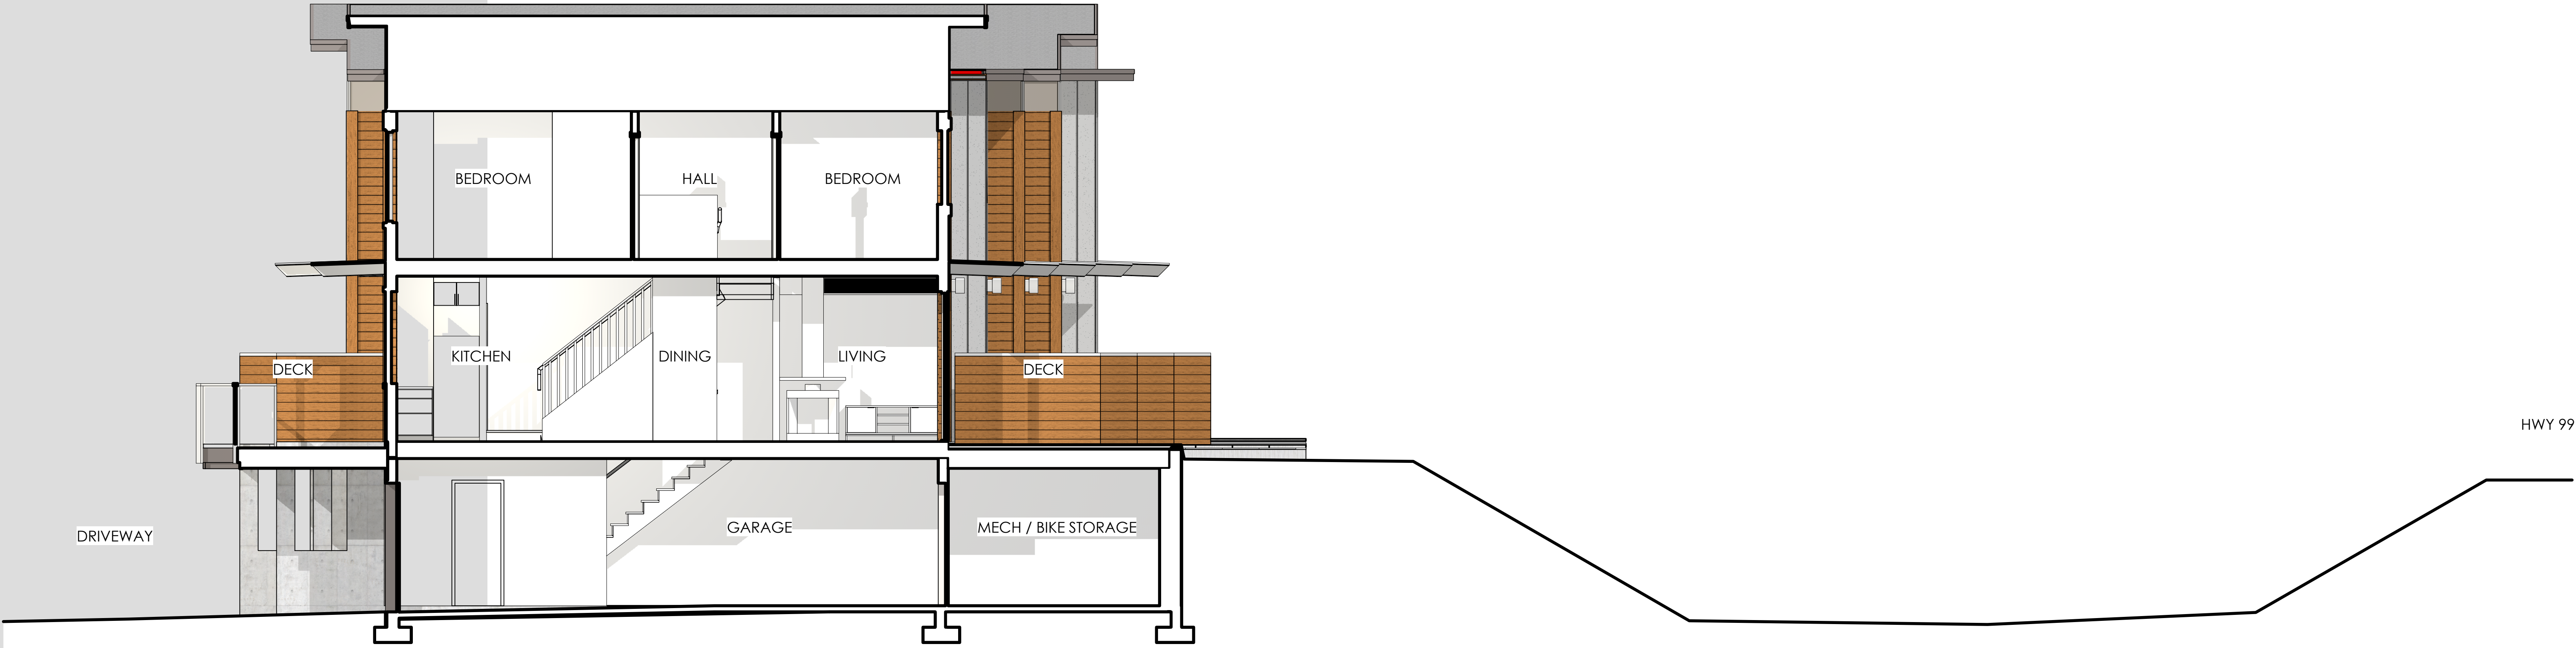 BEDROOM
HALL
BEDROOM
KITCHEN
DINING
LIVING
DECK
DECK
HWY 99
GARAGE
MECH / BIKE STORAGE
DRIVEWAY